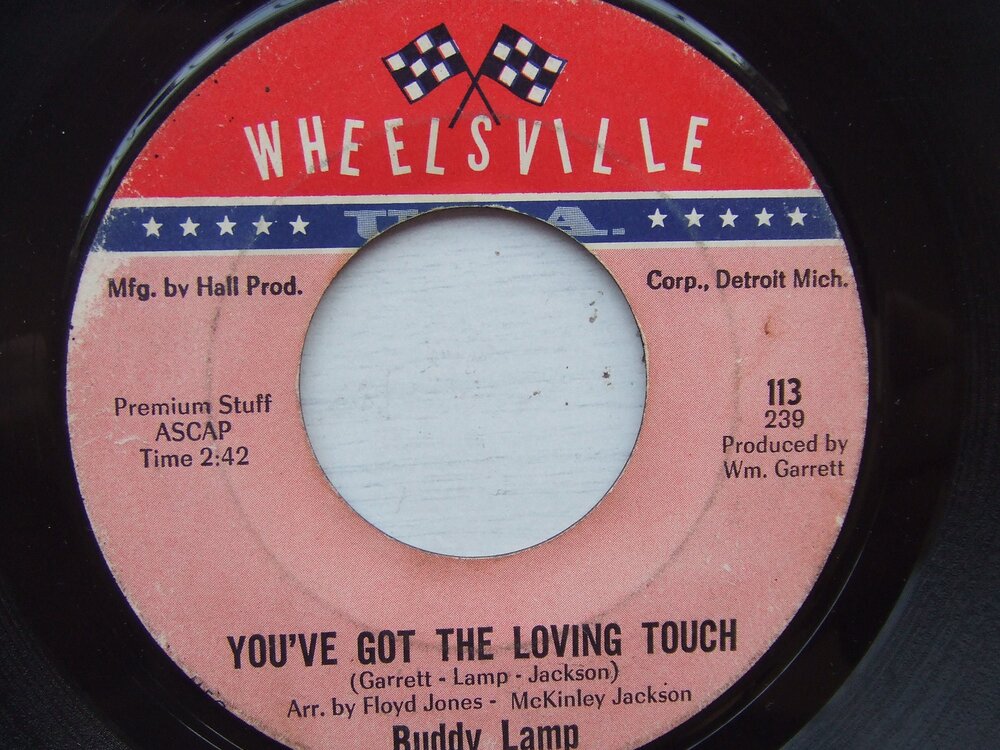 WHEELSVILLE
U.S.A.
Mfg. by Hall Prod. Corp., Detroit Mich.
Premium Stuff
ASCAP
Time 2:42
113
239
Produced by
Wm. Garrett
YOU'VE GOT THE LOVING TOUCH
(Garrett - Lamp - Jackson)
Arr. by Floyd Jones - McKinley Jackson
Buddy Lamp